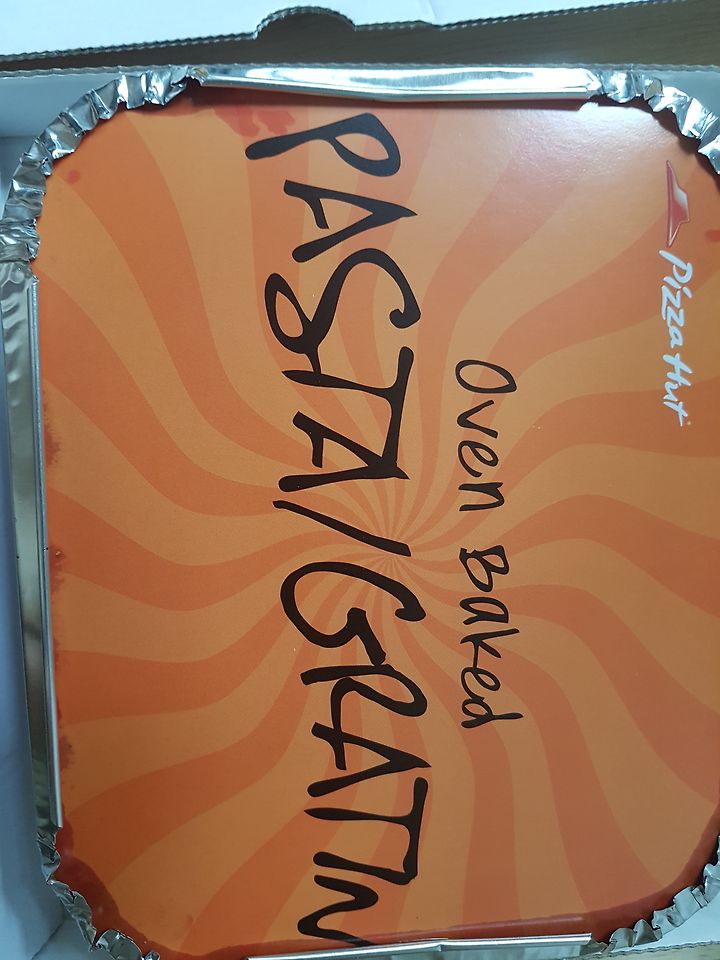 Pizza Hut
Oven Baked
PASTA/GRATIN